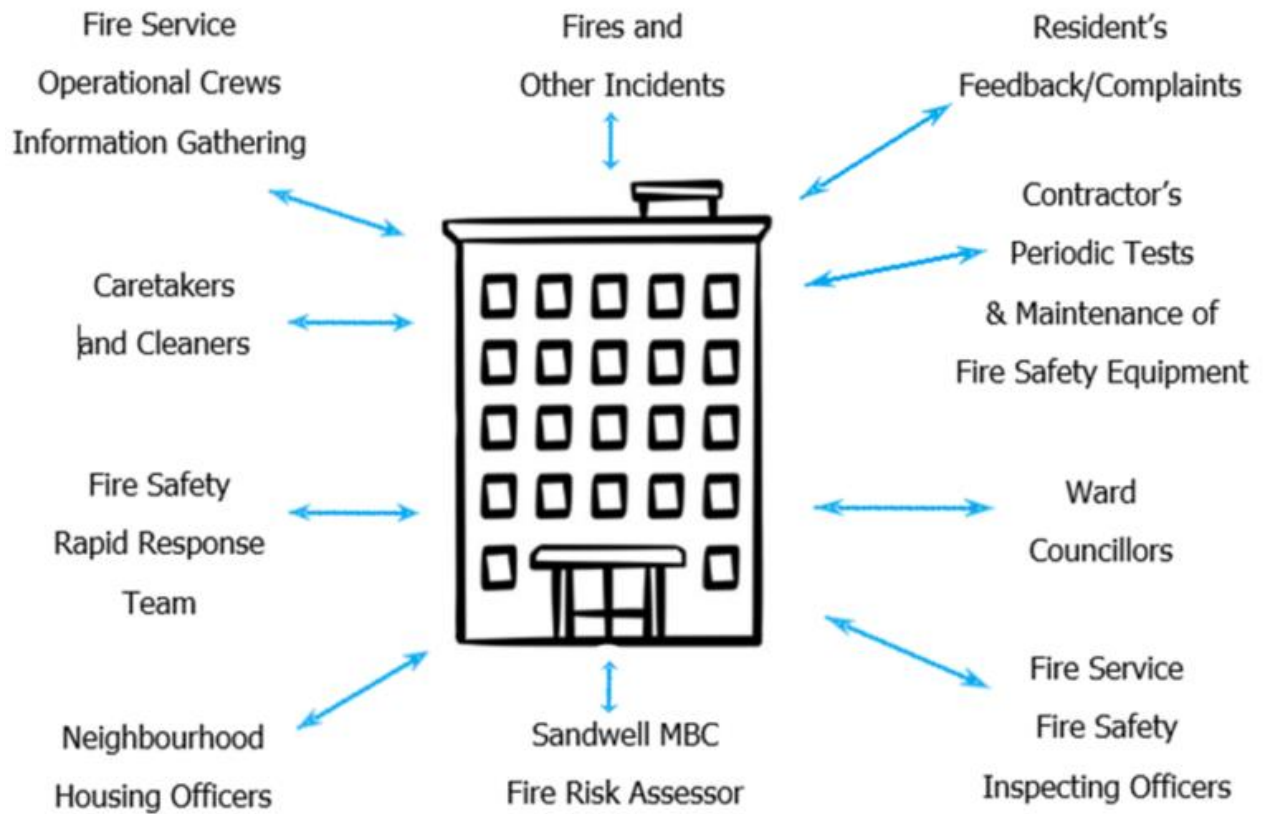 Fire Service
Operational Crews
Information Gathering
Fires and
Other Incidents
Resident’s
Feedback/Complaints
Contractor’s
Periodic Tests
& Maintenance of
Fire Safety Equipment
Caretakers
and Cleaners
Fire Safety
Rapid Response
Team
Ward
Councillors
Neighbourhood
Housing Officers
Sandwell MBC
Fire Risk Assessor
Fire Service
Fire Safety
Inspecting Officers